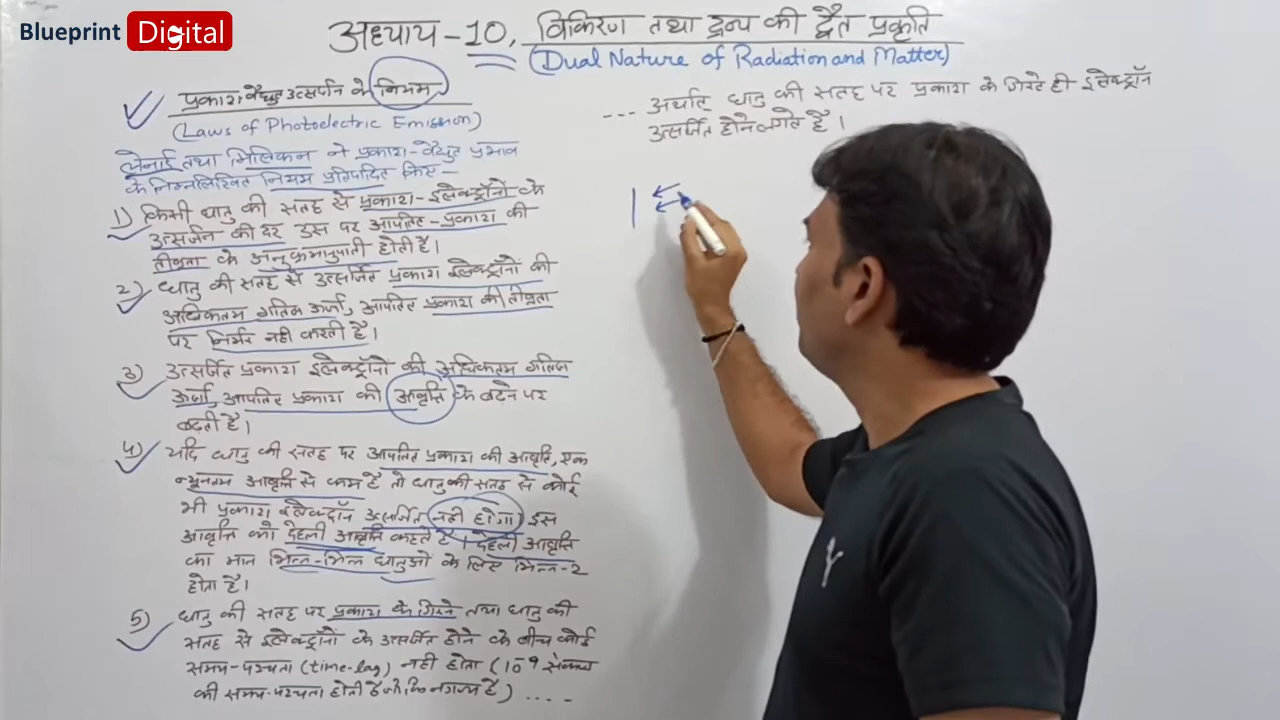 Blueprint Digital
अध्याय - 10, विकिरण तथा द्रव्य की द्वैत प्रकृति
(Dual Nature of Radiation and Matter)
प्रकाश वैद्युत उत्सर्जन के नियम
(Laws of Photoelectric Emission)
लेनार्ड तथा मिलिकन ने प्रकाश-वैद्युत प्रभाव
के निम्नलिखित नियम प्रतिपादित किए -
1) किसी धातु की सतह से प्रकाश-इलेक्ट्रॉनों के
उत्सर्जन की दर उस पर आपतित-प्रकाश की
तीव्रता के अनुक्रमानुपाती होती है।
2) धातु की सतह से उत्सर्जित प्रकाश इलेक्ट्रॉनों की
अधिकतम गतिज ऊर्जा, आपतित प्रकाश की तीव्रता
पर निर्भर नही करती है।
3) उत्सर्जित प्रकाश इलेक्ट्रॉनों की अधिकतम गतिज
ऊर्जा, आपतित प्रकाश की आवृत्ति के बढ़ने पर
बढ़ती है।
4) यदि धातु की सतह पर आपतित प्रकाश की आवृत्ति, एक
न्यूनतम आवृत्ति से कम है तो धातु की सतह से कोई
भी प्रकाश इलेक्ट्रॉन उत्सर्जित नही होगा। इस
आवृत्ति को देहली आवृत्ति कहते है। देहली आवृत्ति
का मान भिन्न-भिन्न धातुओं के लिए भिन्न-2
होता है।
5) धातु की सतह पर प्रकाश के गिरने तथा धातु की
सतह से इलेक्ट्रॉनों के उत्सर्जित होने के बीच कोई
समय-पश्चता (time-lag) नही होता (10⁻⁹ सेकण्ड
की समय-पश्चता होती है जो कि नगण्य है) ....
--- अर्थात् धातु की सतह पर प्रकाश के गिरते ही इलेक्ट्रॉन
उत्सर्जित होने लगते है।